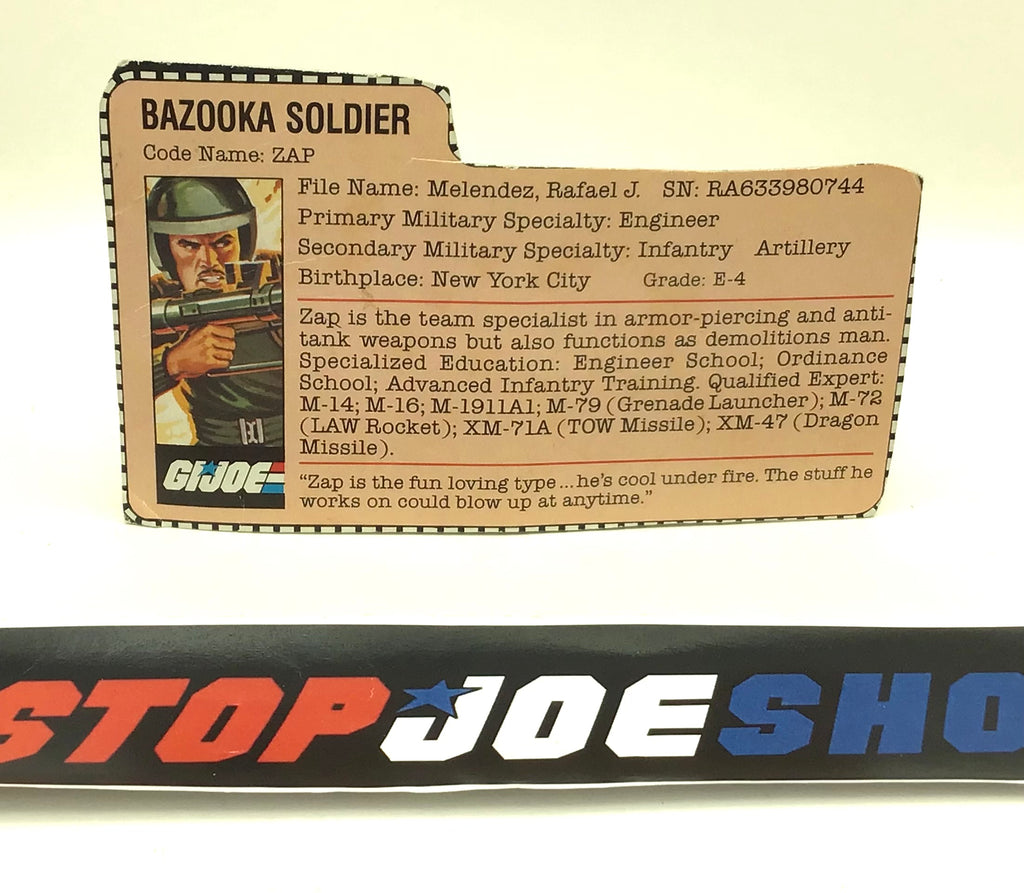 BAZOOKA SOLDIER
Code Name: ZAP
File Name: Melendez, Rafael J. SN: RA633980744
Primary Military Specialty: Engineer
Secondary Military Specialty: Infantry Artillery
Birthplace: New York City Grade: E-4
Zap is the team specialist in armor-piercing and anti-
tank weapons but also functions as demolitions man.
Specialized Education: Engineer School; Ordinance
School; Advanced Infantry Training. Qualified Expert:
M-14; M-16; M-1911A1; M-79 (Grenade Launcher); M-72
(LAW Rocket); XM-71A (TOW Missile); XM-47 (Dragon
Missile).
GI JOE
"Zap is the fun loving type...he's cool under fire. The stuff he
works on could blow up at anytime."
STOP JOE SHO